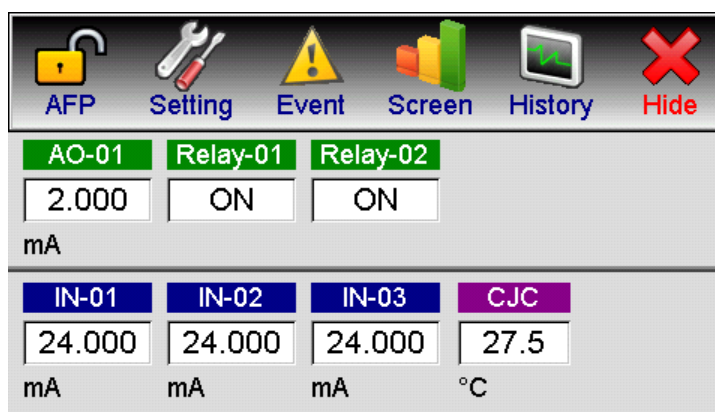 AFP Setting Event Screen History Hide
AO-01 Relay-01 Relay-02
2.000 ON ON
mA
IN-01 IN-02 IN-03 CJC
24.000 24.000 24.000 27.5
mA mA mA °C